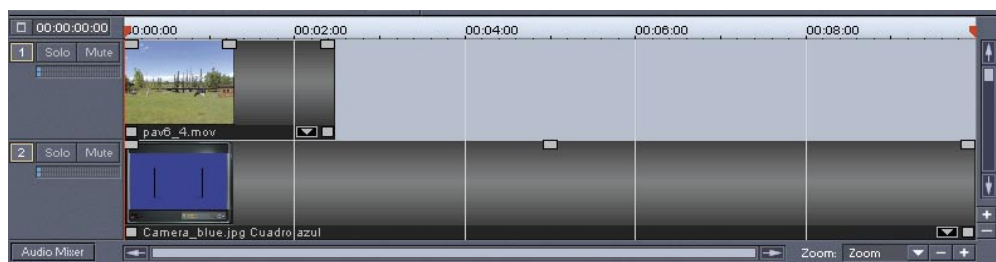 00:00:00:00 00:00:00 00:02:00 00:04:00 00:06:00 00:08:00
1 Solo Mute
pav6_4.mov
2 Solo Mute
Camera_blue.jpg Cuadro azul
Audio Mixer Zoom: Zoom